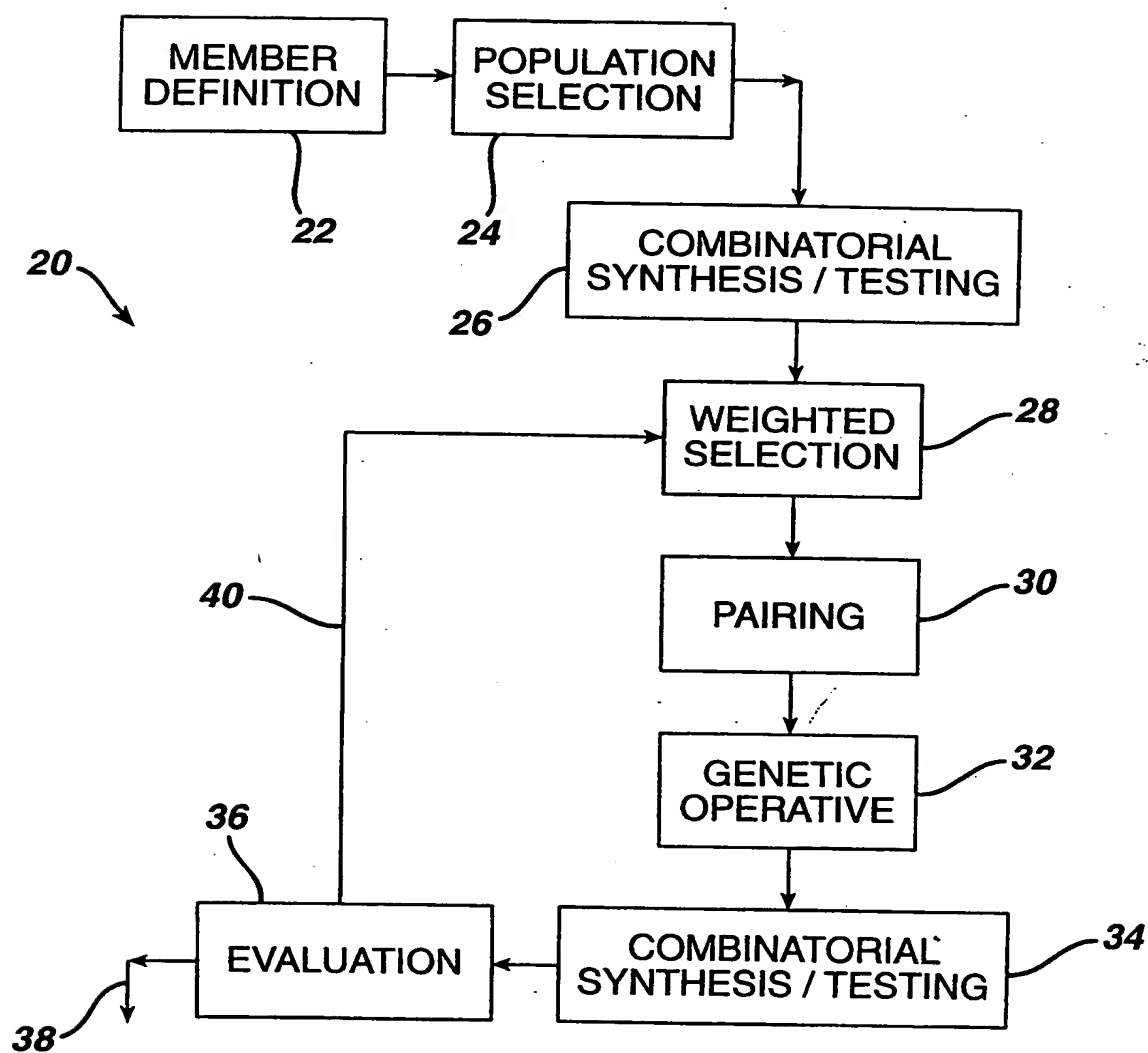 MEMBER
DEFINITION
POPULATION
SELECTION
22
24
20
COMBINATORIAL
SYNTHESIS / TESTING
26
WEIGHTED
SELECTION
28
PAIRING
30
40
GENETIC
OPERATIVE
32
36
EVALUATION
COMBINATORIAL
SYNTHESIS / TESTING
34
38